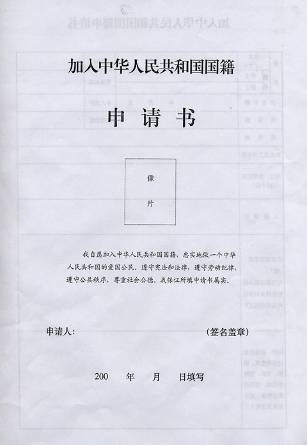 加入中华人民共和国国籍
申请书
像
片
我自愿加入中华人民共和国国籍，忠实地做一个中华
人民共和国的爱国公民，遵守宪法和法律，遵守劳动纪律，
遵守公共秩序，尊重社会公德。我保证所填申请书属实。
申请人： (签名盖章)
200 年 月 日填写